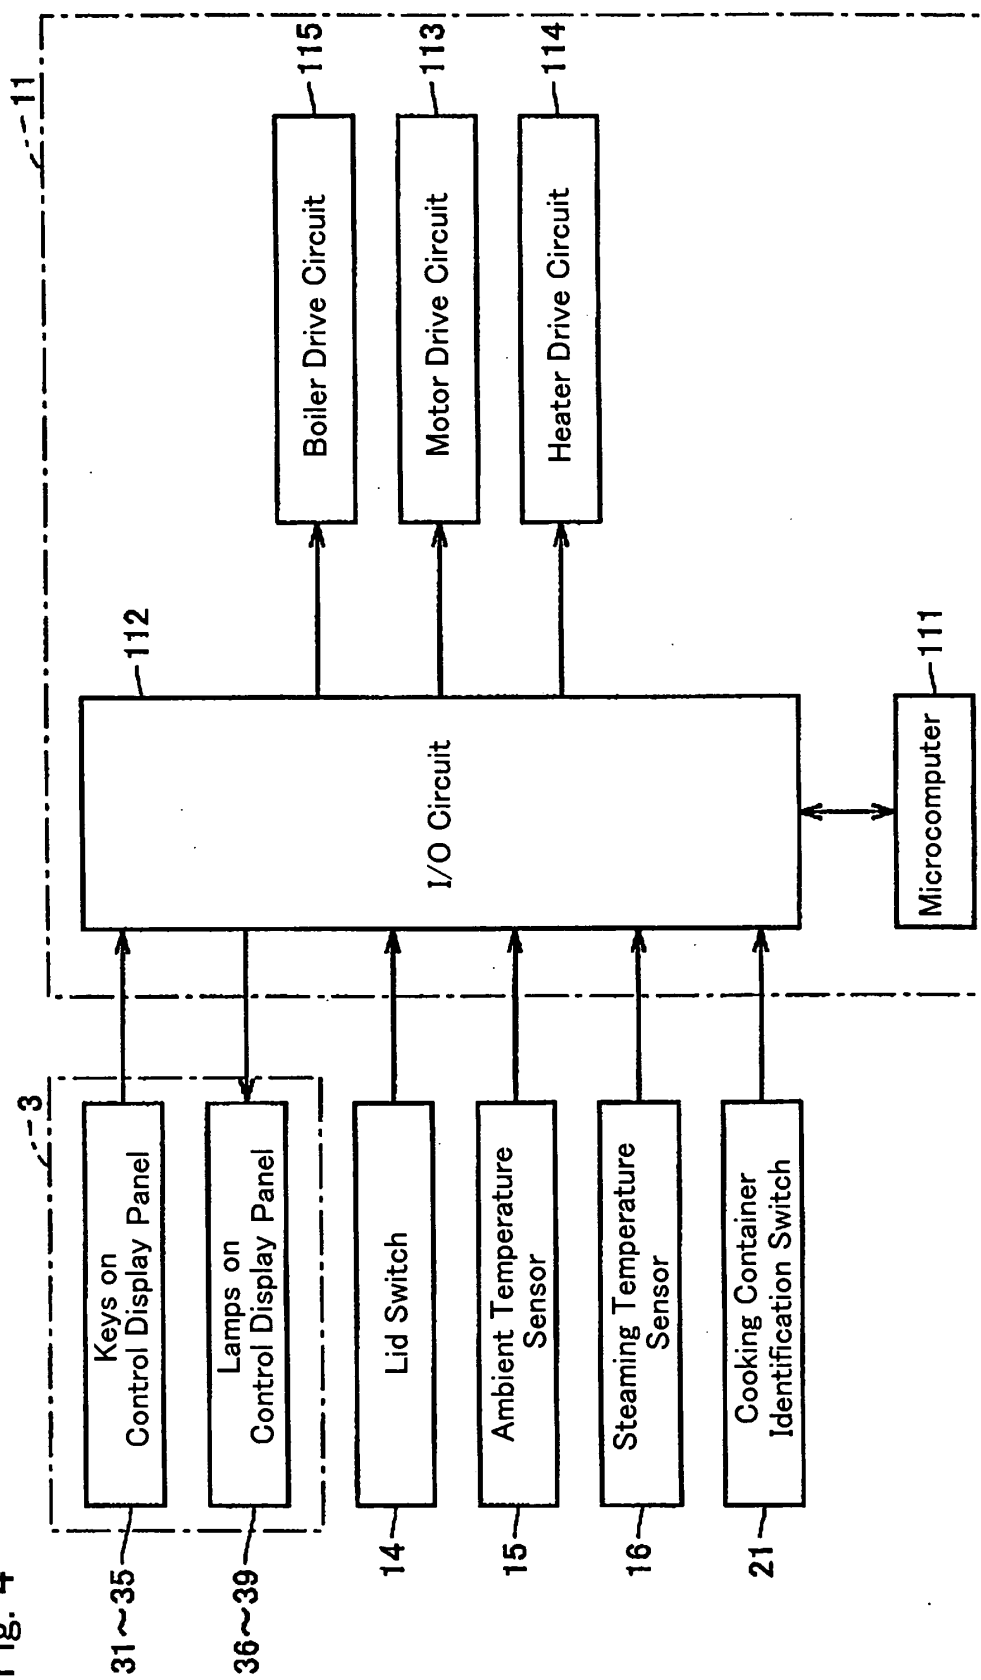 Fig. 4
11
3
31~35
Keys on
Control Display Panel
36~39
Lamps on
Control Display Panel
14
Lid Switch
15
Ambient Temperature
Sensor
16
Steaming Temperature
Sensor
21
Cooking Container
Identification Switch
112
I/O Circuit
111
Microcomputer
115
Boiler Drive Circuit
113
Motor Drive Circuit
114
Heater Drive Circuit